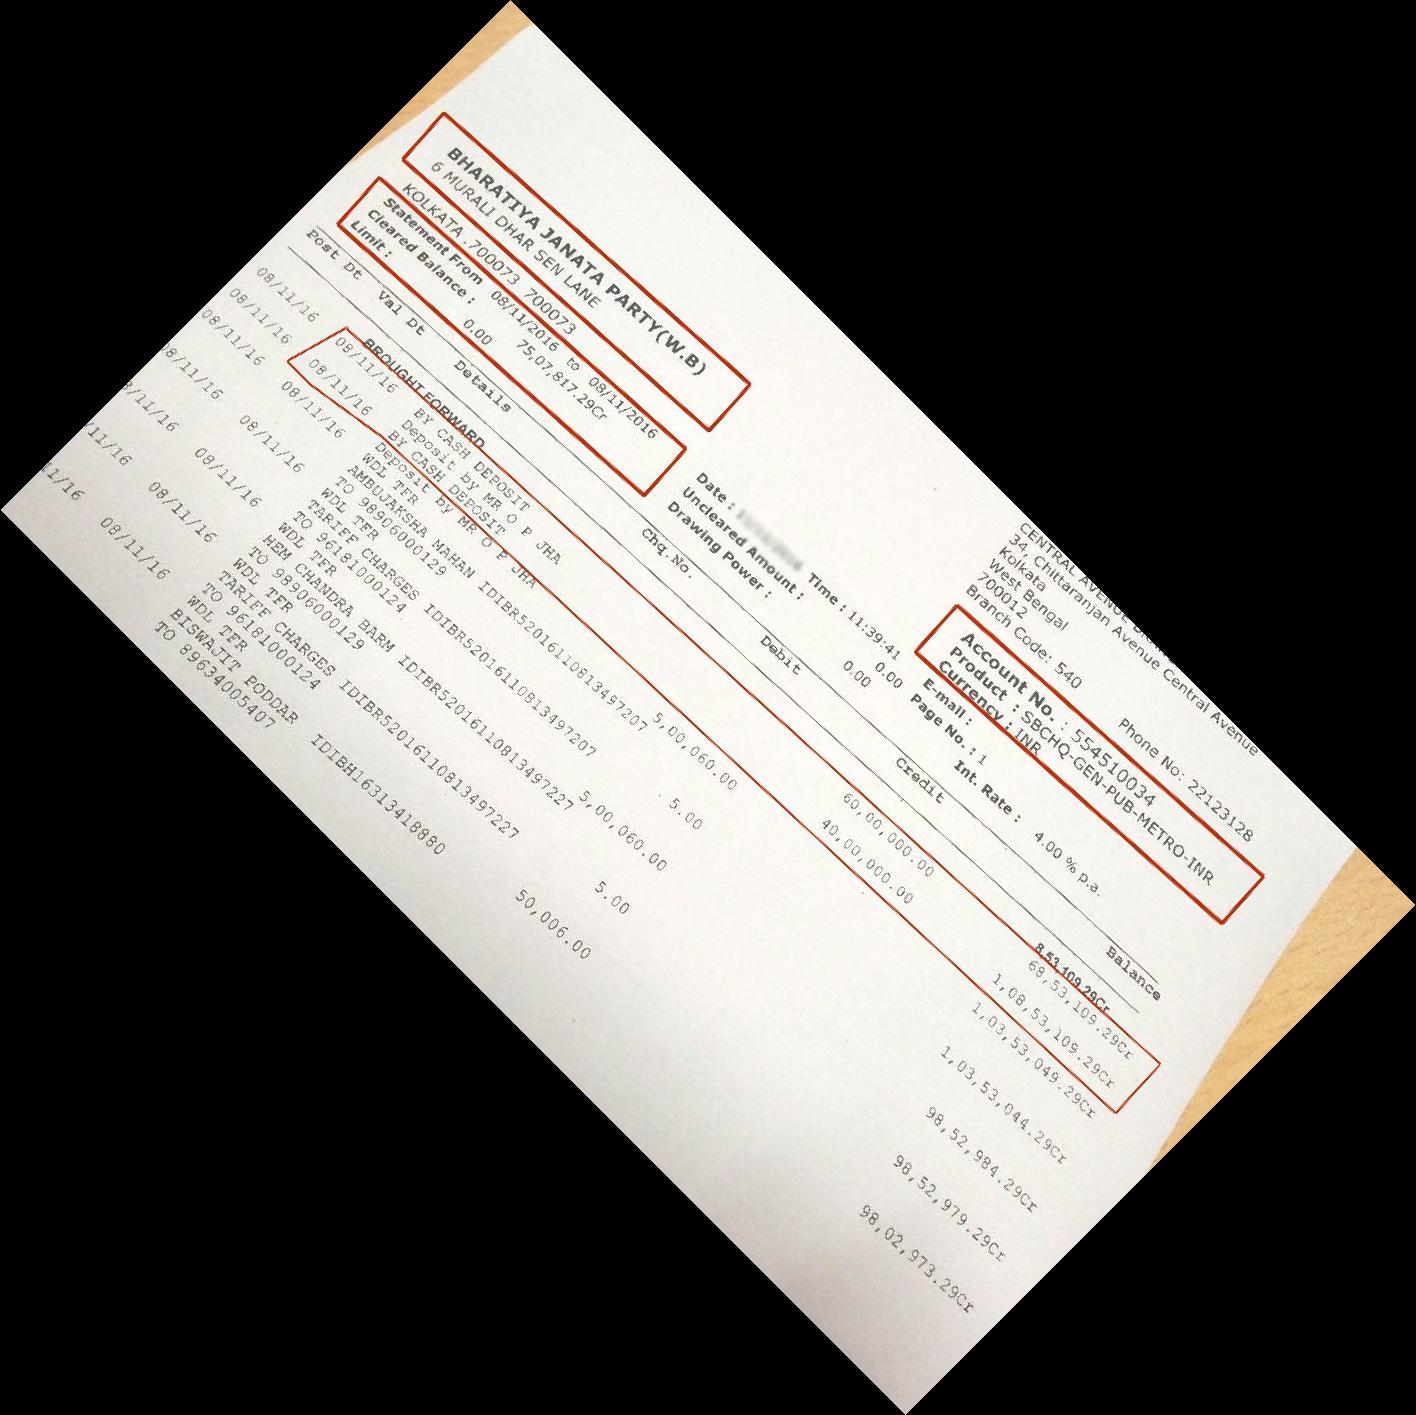 CENTRAL AVENUE
34, Chittaranjan Avenue Central Avenue
Kolkata
West Bengal
700012
Branch Code: 540 Phone No: 22123128
BHARATIYA JANATA PARTY(W.B)
6 MURALI DHAR SEN LANE
KOLKATA .700073 700073
Account No. : 554510034
Product : SBCHQ-GEN-PUB-METRO-INR
Currency : INR
Statement From 08/11/2016 to 08/11/2016 Date : Time : 11:39:41 E-mail :
Cleared Balance : 75,07,817.29Cr Uncleared Amount : 0.00 Page No. : 1
Limit : 0.00 Drawing Power : 0.00 Int. Rate : 4.00 % p.a.
Post Dt Val Dt Details Chq.No. Debit Credit Balance
BROUGHT FORWARD 8,53,109.29Cr
08/11/16 08/11/16 BY CASH DEPOSIT 60,00,000.00 68,53,109.29Cr
Deposit by MR O P JHA
08/11/16 08/11/16 BY CASH DEPOSIT 40,00,000.00 1,08,53,109.29Cr
Deposit by MR O P JHA
08/11/16 08/11/16 WDL TFR 5,00,060.00 1,03,53,049.29Cr
AMBUJAKSHA MAHAN IDIBR52016110813497207
TO 98906000129
08/11/16 08/11/16 WDL TFR 5.00 1,03,53,044.29Cr
TARIFF CHARGES IDIBR52016110813497207
TO 96181000124
8/11/16 08/11/16 WDL TFR 5,00,060.00 98,52,984.29Cr
HEM CHANDRA BARM IDIBR52016110813497227
TO 98906000129
/11/16 08/11/16 WDL TFR 5.00 98,52,979.29Cr
TARIFF CHARGES IDIBR52016110813497227
TO 96181000124
11/16 08/11/16 WDL TFR 50,006.00 98,02,973.29Cr
BISWAJIT PODDAR IDIBH16313418880
TO 89634005407